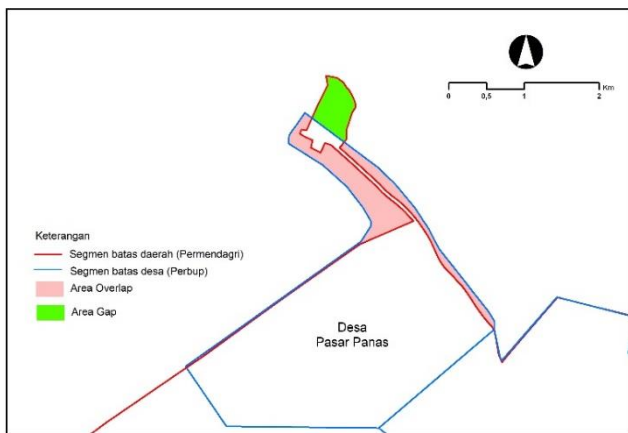 Km
0 0,5 1 2
Keterangan
Segmen batas daerah (Permendagri)
Segmen batas desa (Perbup)
Area Overlap
Area Gap
Desa
Pasar Panas